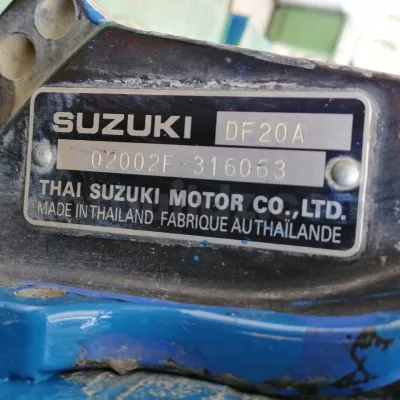 SUZUKI DF20A
02002F-316063
THAI SUZUKI MOTOR CO.,LTD.
MADE IN THAILAND FABRIQUE AU THAÏLANDE